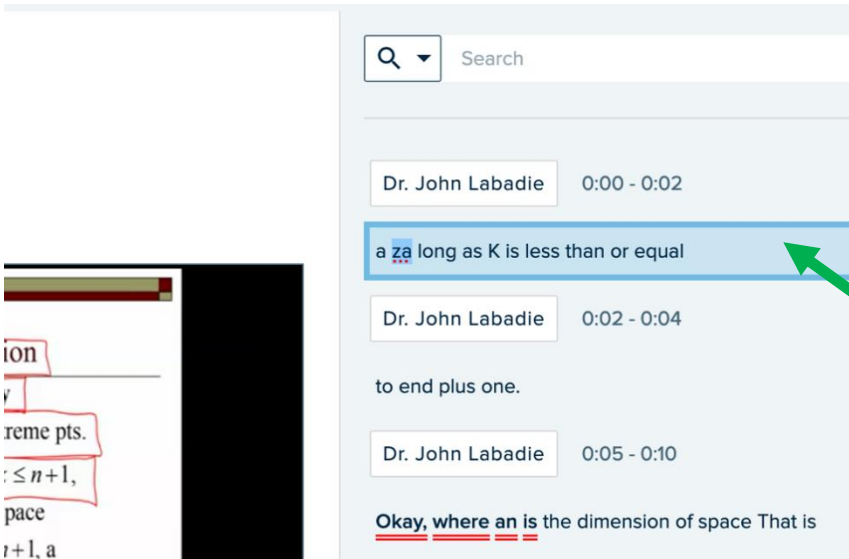 Search
Dr. John Labadie 0:00 - 0:02
a za long as K is less than or equal
Dr. John Labadie 0:02 - 0:04
to end plus one.
Dr. John Labadie 0:05 - 0:10
Okay, where an is the dimension of space That is
ion
y
treme pts.
≤ n+1,
pace
n+1, a